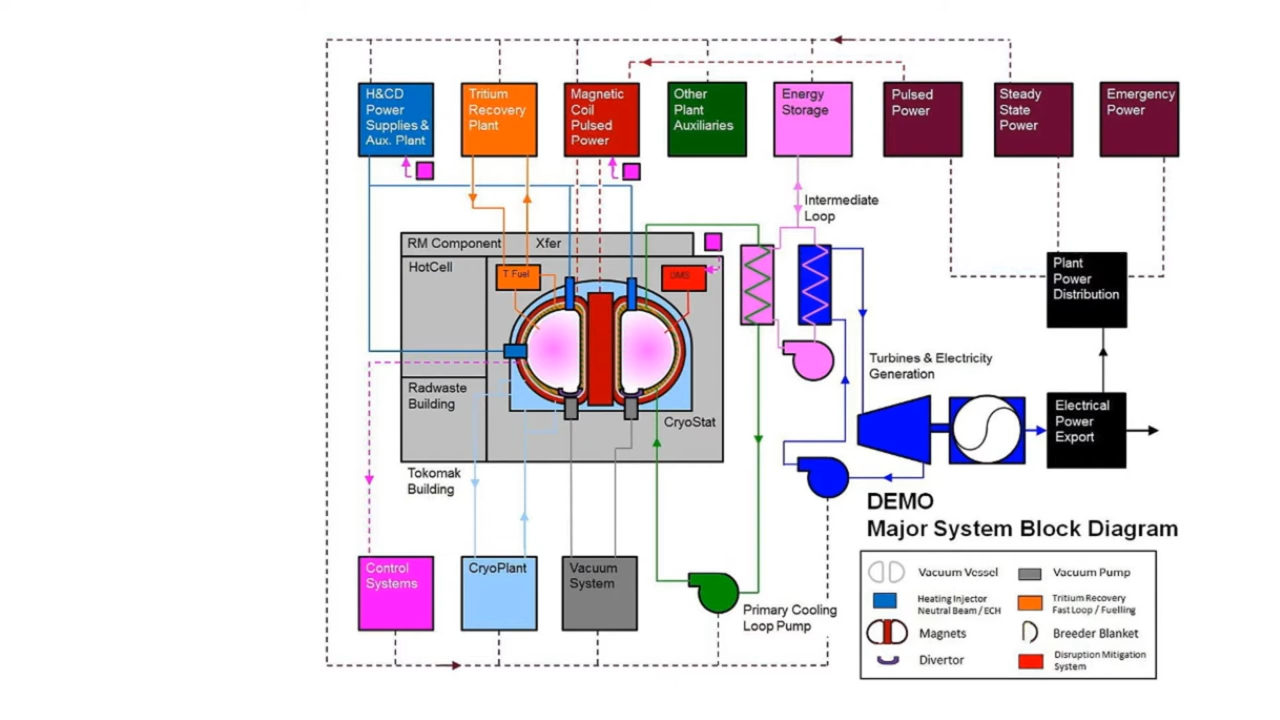 H&CD
Power
Supplies &
Aux. Plant
Tritium
Recovery
Plant
Magnetic
Coil
Pulsed
Power
Other
Plant
Auxiliaries
Energy
Storage
Pulsed
Power
Steady
State
Power
Emergency
Power
Intermediate
Loop
RM Component
Xfer
HotCell
T Fuel
DMS
Plant
Power
Distribution
Radwaste
Building
CryoStat
Turbines & Electricity
Generation
Electrical
Power
Export
Tokomak
Building
DEMO
Major System Block Diagram
Control
Systems
CryoPlant
Vacuum
System
Primary Cooling
Loop Pump
Vacuum Vessel
Vacuum Pump
Heating Injector
Neutral Beam / ECH
Tritium Recovery
Fast Loop / Fuelling
Magnets
Breeder Blanket
Divertor
Disruption Mitigation
System